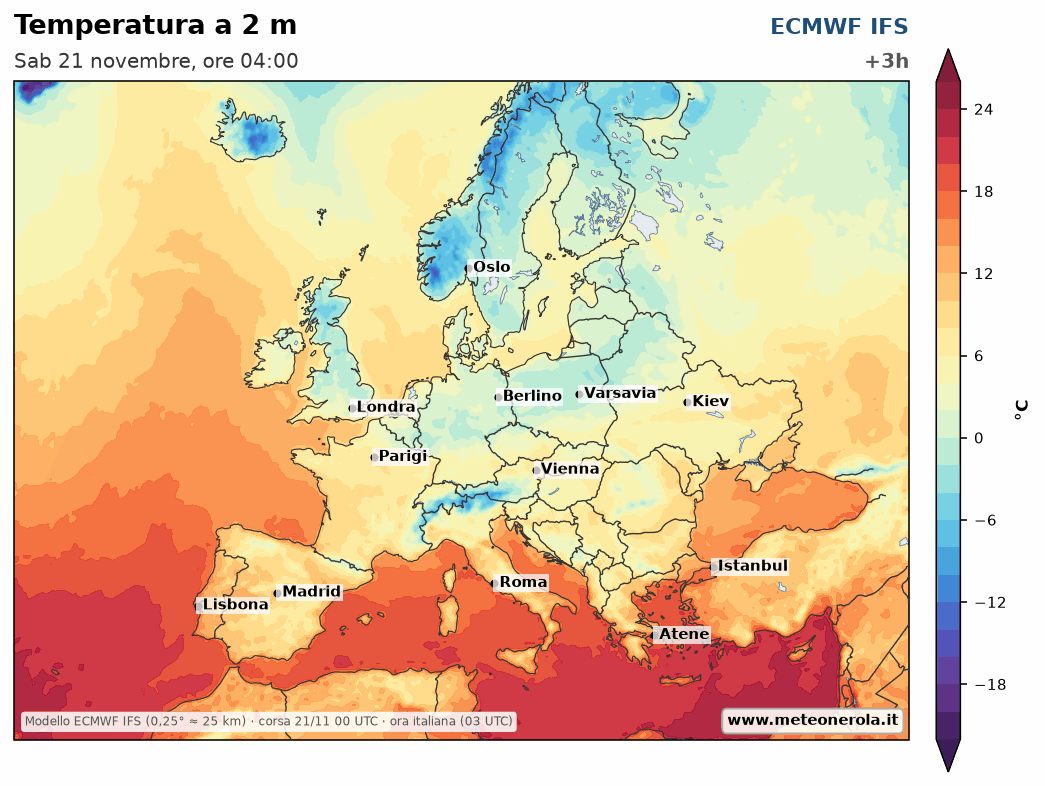 Temperatura a 2 m
ECMWF IFS
Sab 21 novembre, ore 04:00
+3h
24
18
12
6
0
−6
−12
−18
°C
Oslo
Londra
Berlino
Varsavia
Kiev
Parigi
Vienna
Istanbul
Roma
Madrid
Lisbona
Atene
Modello ECMWF IFS (0,25° ≈ 25 km) · corsa 21/11 00 UTC · ora italiana (03 UTC)
www.meteonerola.it